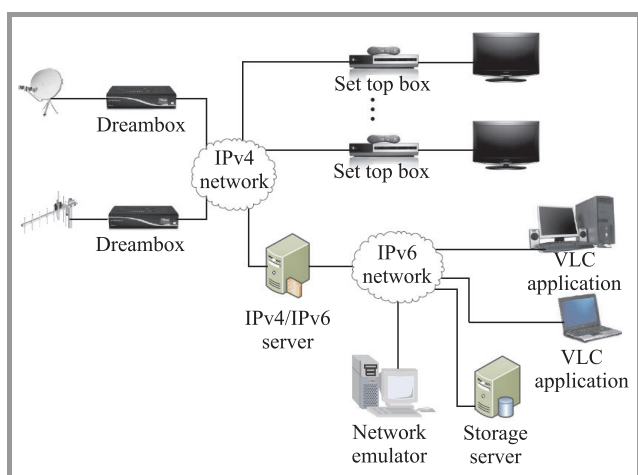 Set top box
Dreambox
IPv4
network
Set top box
Dreambox
IPv6
network
VLC
application
IPv4/IPv6
server
VLC
application
Network
emulator
Storage
server